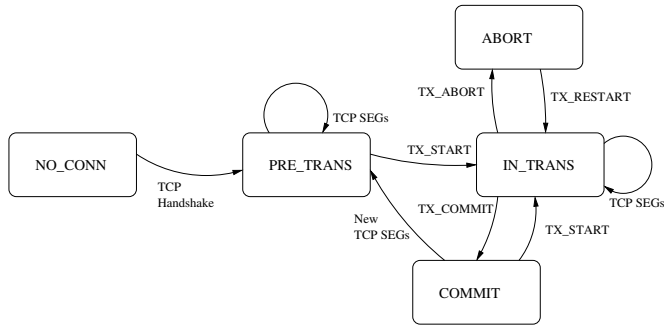 ABORT
TX_ABORT
TX_RESTART
TCP SEGs
NO_CONN
PRE_TRANS
TX_START
IN_TRANS
TCP
Handshake
TCP SEGs
New
TCP SEGs
TX_COMMIT
TX_START
COMMIT